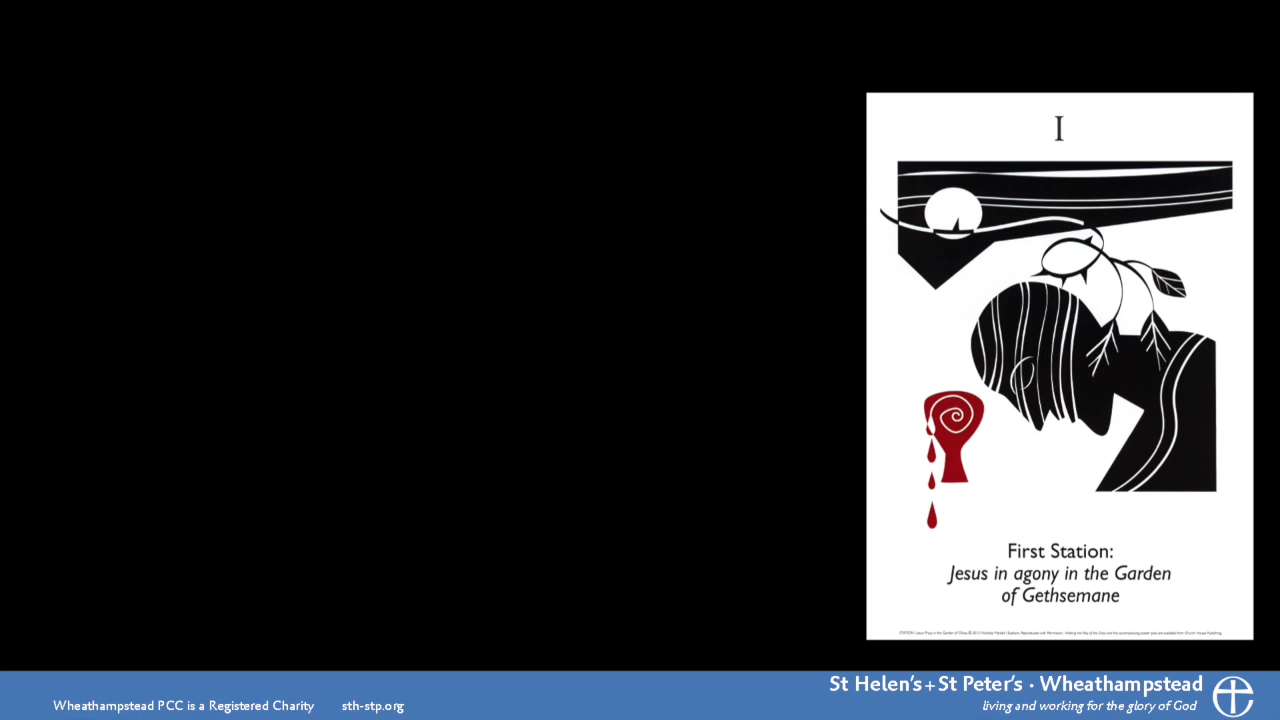 I
First Station:
Jesus in agony in the Garden
of Gethsemane
St Helen's+St Peter's · Wheathampstead
Wheathampstead PCC is a Registered Charity sth-stp.org
living and working for the glory of God